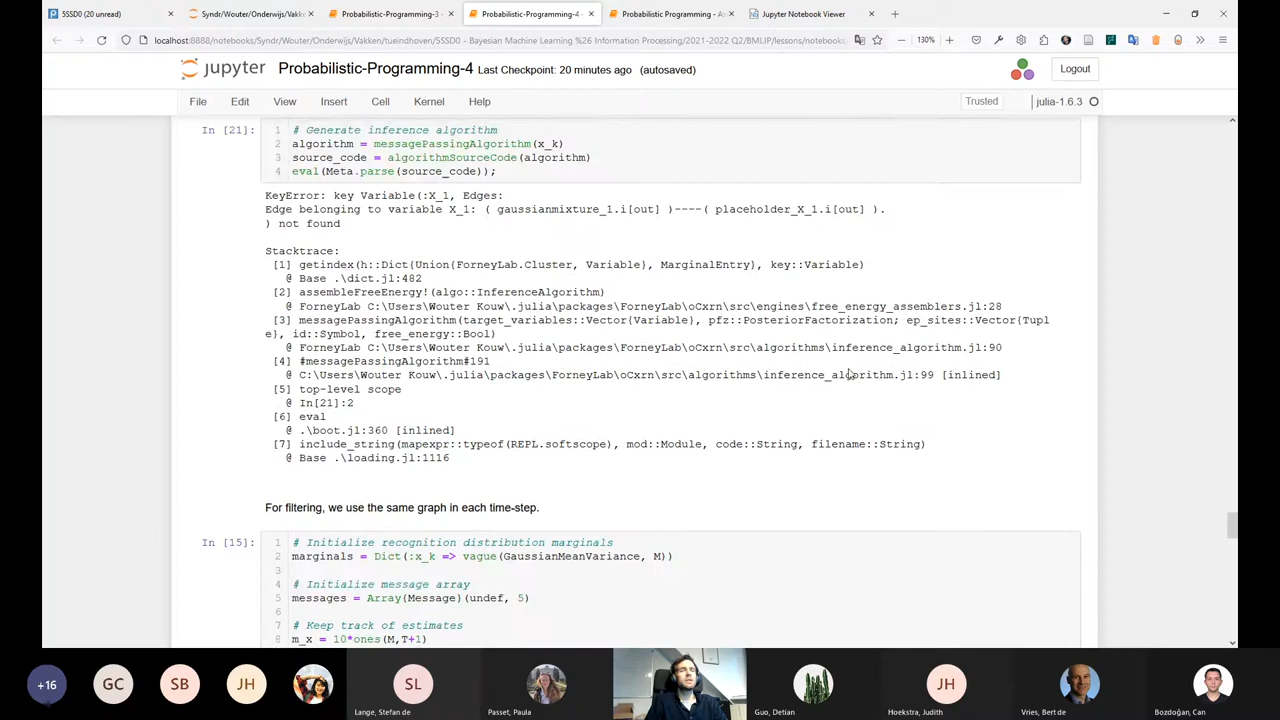 5SSD0 (20 unread)
Syndr/Wouter/Onderwijs/Vakke
Probabilistic-Programming-3 -
Probabilistic-Programming-4 -
Probabilistic Programming - As
Jupyter Notebook Viewer
localhost:8888/notebooks/Syndr/Wouter/Onderwijs/Vakken/tueindhoven/5SSD0 - Bayesian Machine Learning %26 Information Processing/2021-2022 Q2/BMLIP/lessons/notebooks
130%
jupyter Probabilistic-Programming-4 Last Checkpoint: 20 minutes ago (autosaved)
Logout
File Edit View Insert Cell Kernel Help
Trusted
julia-1.6.3
In [21]:
1 # Generate inference algorithm
2 algorithm = messagePassingAlgorithm(x_k)
3 source_code = algorithmSourceCode(algorithm)
4 eval(Meta.parse(source_code));
KeyError: key Variable(:X_1, Edges:
Edge belonging to variable X_1: ( gaussianmixture_1.i[out] )----( placeholder_X_1.i[out] ).
) not found
Stacktrace:
[1] getindex(h::Dict{Union{ForneyLab.Cluster, Variable}, MarginalEntry}, key::Variable)
@ Base .\dict.jl:482
[2] assembleFreeEnergy!(algo::InferenceAlgorithm)
@ ForneyLab C:\Users\Wouter Kouw\.julia\packages\ForneyLab\oCxrn\src\engines\free_energy_assemblers.jl:28
[3] messagePassingAlgorithm(target_variables::Vector{Variable}, pfz::PosteriorFactorization; ep_sites::Vector{Tupl
e}, id::Symbol, free_energy::Bool)
@ ForneyLab C:\Users\Wouter Kouw\.julia\packages\ForneyLab\oCxrn\src\algorithms\inference_algorithm.jl:90
[4] #messagePassingAlgorithm#191
@ C:\Users\Wouter Kouw\.julia\packages\ForneyLab\oCxrn\src\algorithms\inference_algorithm.jl:99 [inlined]
[5] top-level scope
@ In[21]:2
[6] eval
@ .\boot.jl:360 [inlined]
[7] include_string(mapexpr::typeof(REPL.softscope), mod::Module, code::String, filename::String)
@ Base .\loading.jl:1116
For filtering, we use the same graph in each time-step.
In [15]:
1 # Initialize recognition distribution marginals
2 marginals = Dict(:x_k => vague(GaussianMeanVariance, M))
3
4 # Initialize message array
5 messages = Array{Message}(undef, 5)
6
7 # Keep track of estimates
8 m_x = 10*ones(M,T+1)
+16
GC
SB
JH
SL
JH
Lange, Stefan de
Passet, Paula
Guo, Detian
Hoekstra, Judith
Vries, Bert de
Bozdoğan, Can